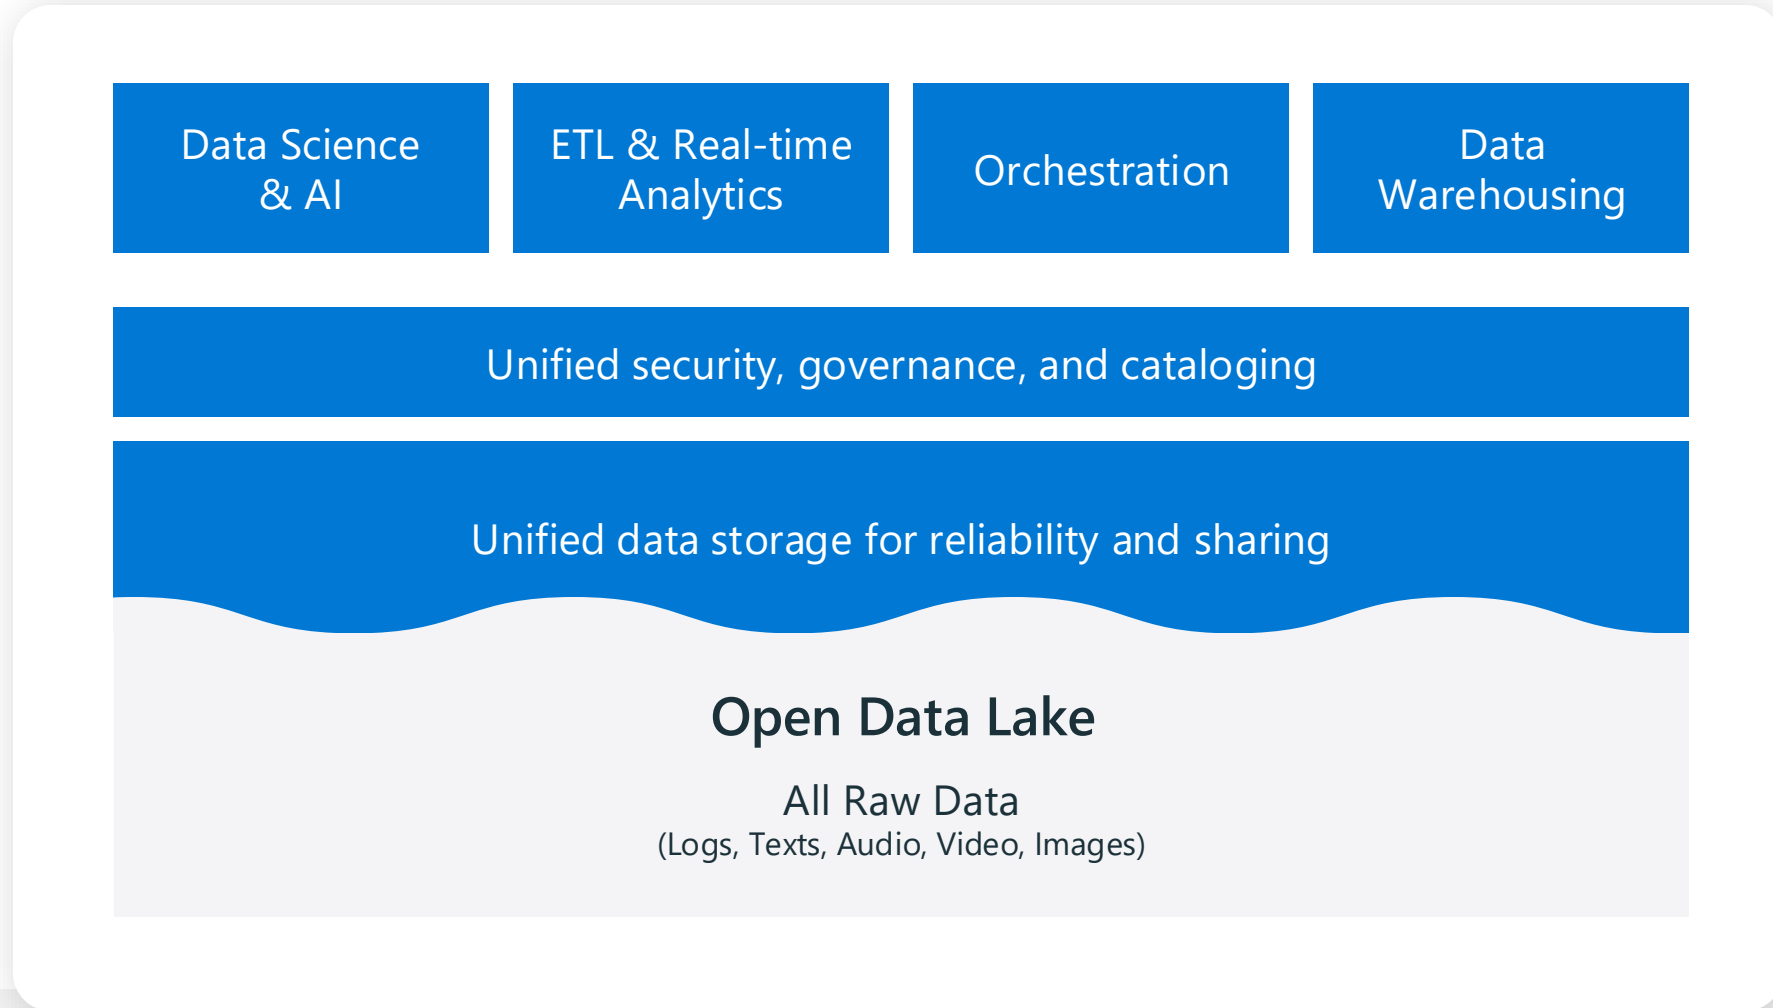 Data Science
& AI
ETL & Real-time
Analytics
Orchestration
Data
Warehousing
Unified security, governance, and cataloging
Unified data storage for reliability and sharing
Open Data Lake
All Raw Data
(Logs, Texts, Audio, Video, Images)